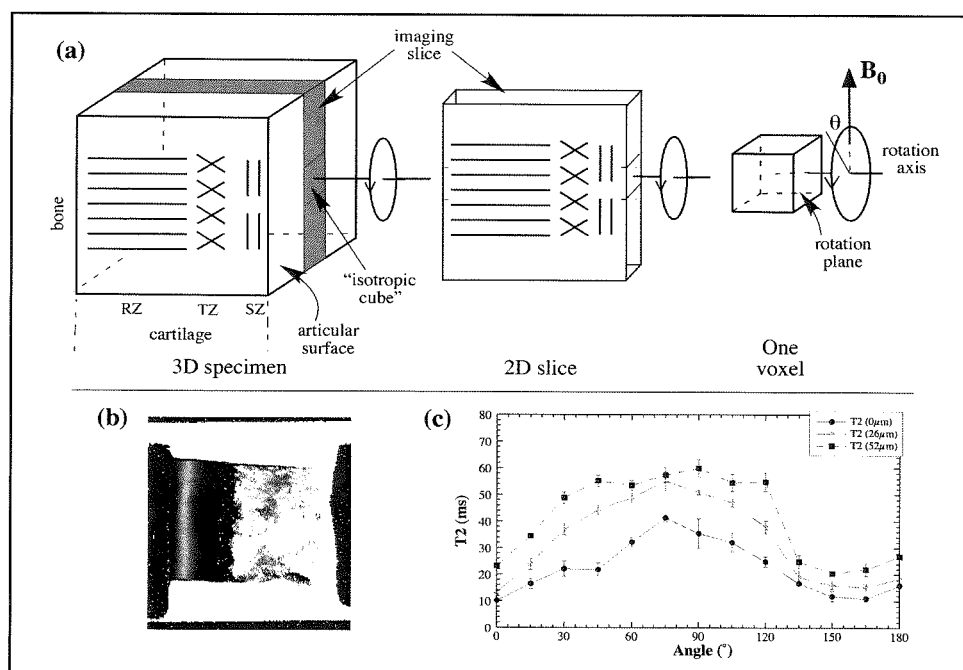 (a)
imaging
slice
B₀
θ
rotation
axis
rotation
plane
bone
"isotropic
cube"
RZ TZ SZ
articular
surface
cartilage
3D specimen
2D slice
One
voxel
(b)
(c)
80
70
60
50
40
30
20
10
0
T2 (ms)
T2 (0μm)
T2 (26μm)
T2 (52μm)
0 30 60 90 120 150 180
Angle (°)